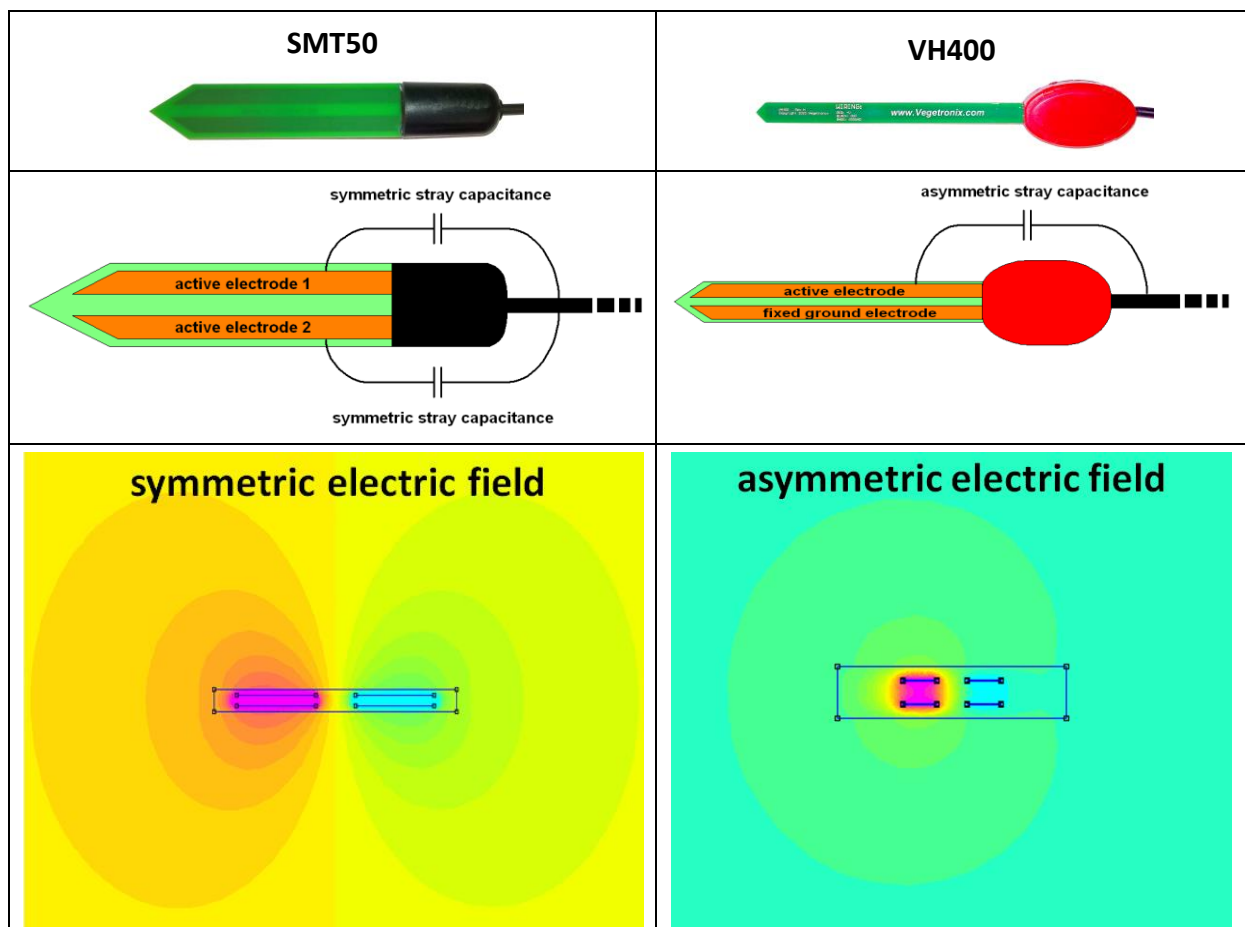 SMT50
VH400
www.Vegetronix.com
symmetric stray capacitance
active electrode 1
active electrode 2
symmetric stray capacitance
asymmetric stray capacitance
active electrode
fixed ground electrode
symmetric electric field
asymmetric electric field